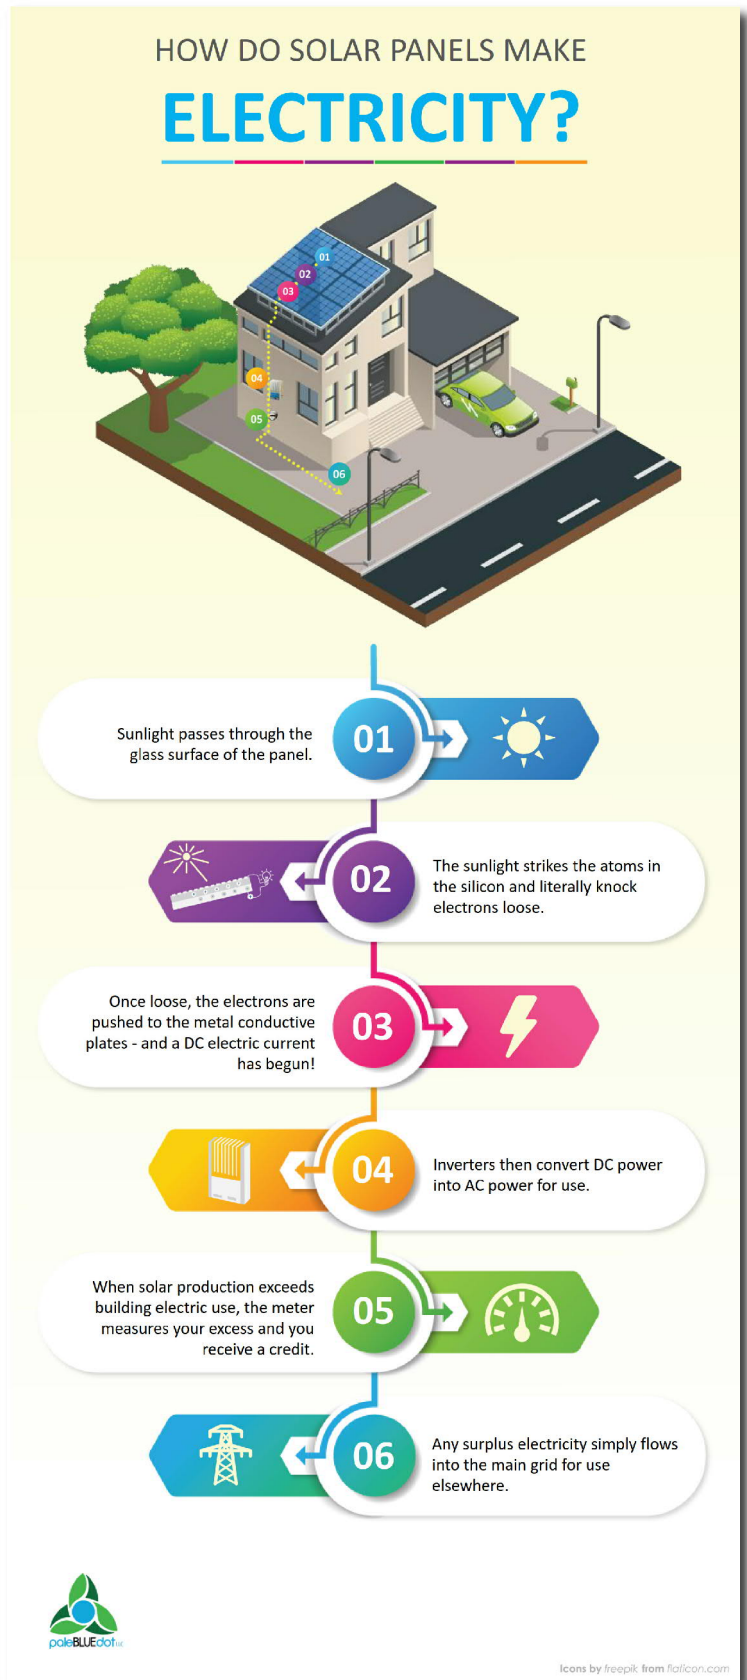 HOW DO SOLAR PANELS MAKE
ELECTRICITY?
01
02
03
04
05
06
Sunlight passes through the
glass surface of the panel.
01
02
The sunlight strikes the atoms in
the silicon and literally knock
electrons loose.
Once loose, the electrons are
pushed to the metal conductive
plates - and a DC electric current
has begun!
03
04
Inverters then convert DC power
into AC power for use.
When solar production exceeds
building electric use, the meter
measures your excess and you
receive a credit.
05
06
Any surplus electricity simply flows
into the main grid for use
elsewhere.
paleBLUEdot LLC
Icons by freepik from flaticon.com